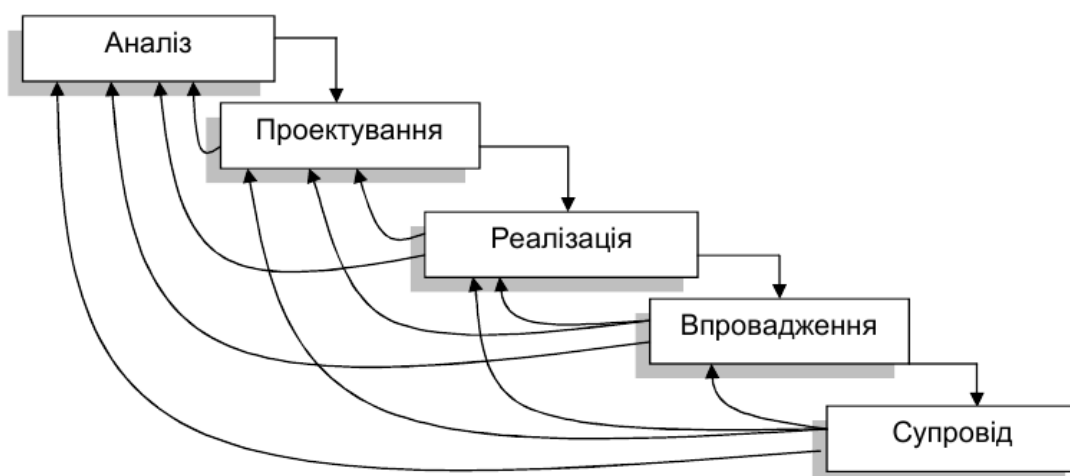 Аналіз
Проектування
Реалізація
Впровадження
Супровід